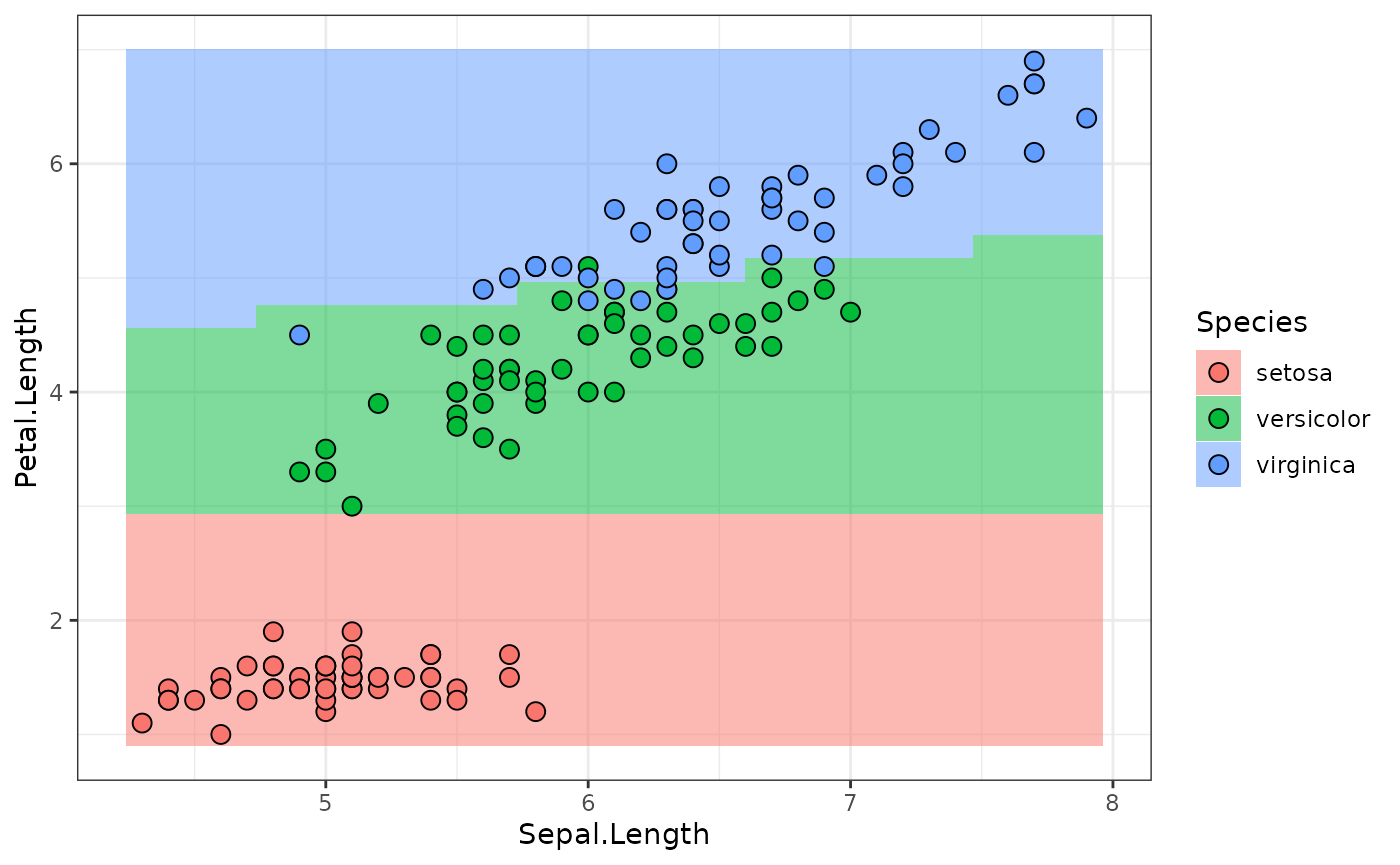 6
4
2
Petal.Length
5 6 7 8
Sepal.Length
Species
setosa
versicolor
virginica